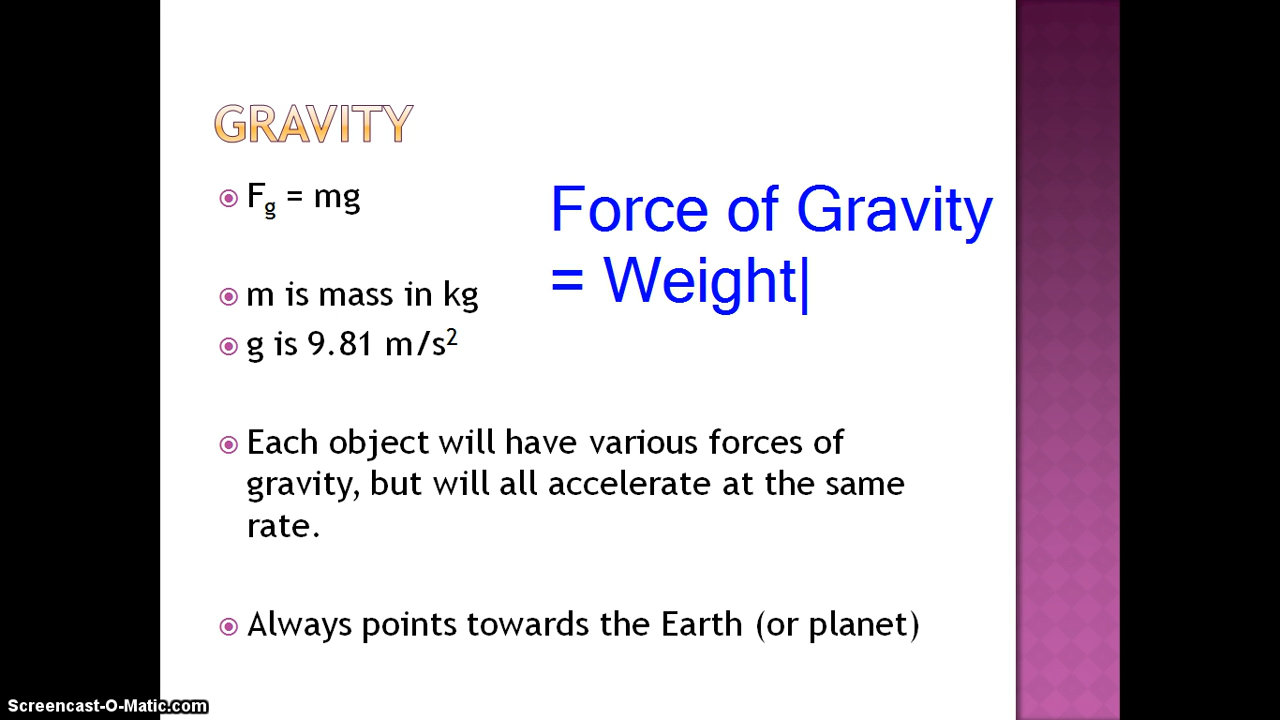 GRAVITY
Fg = mg
Force of Gravity
= Weight
m is mass in kg
g is 9.81 m/s²
Each object will have various forces of
gravity, but will all accelerate at the same
rate.
Always points towards the Earth (or planet)
Screencast-O-Matic.com